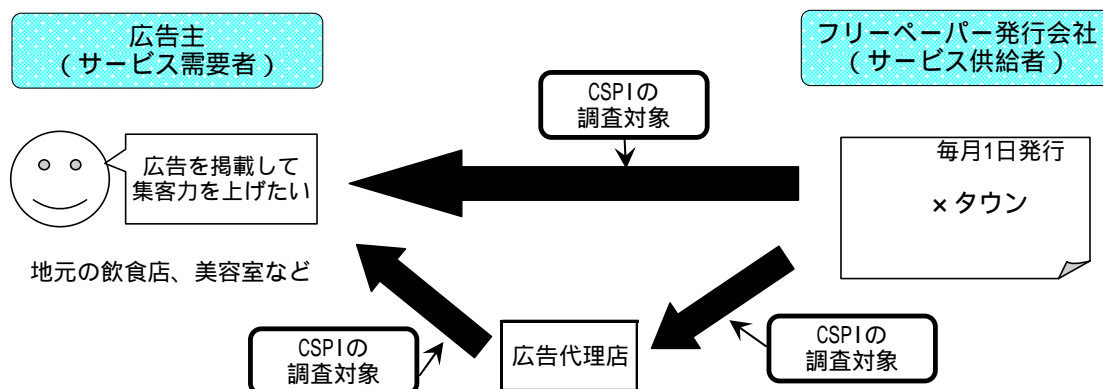 広告主
(サービス需要者)
フリーペーパー発行会社
(サービス供給者)
CSPIの
調査対象
広告を掲載して
集客力を上げたい
毎月1日発行
×タウン
地元の飲食店、美容室など
CSPIの
調査対象
広告代理店
CSPIの
調査対象